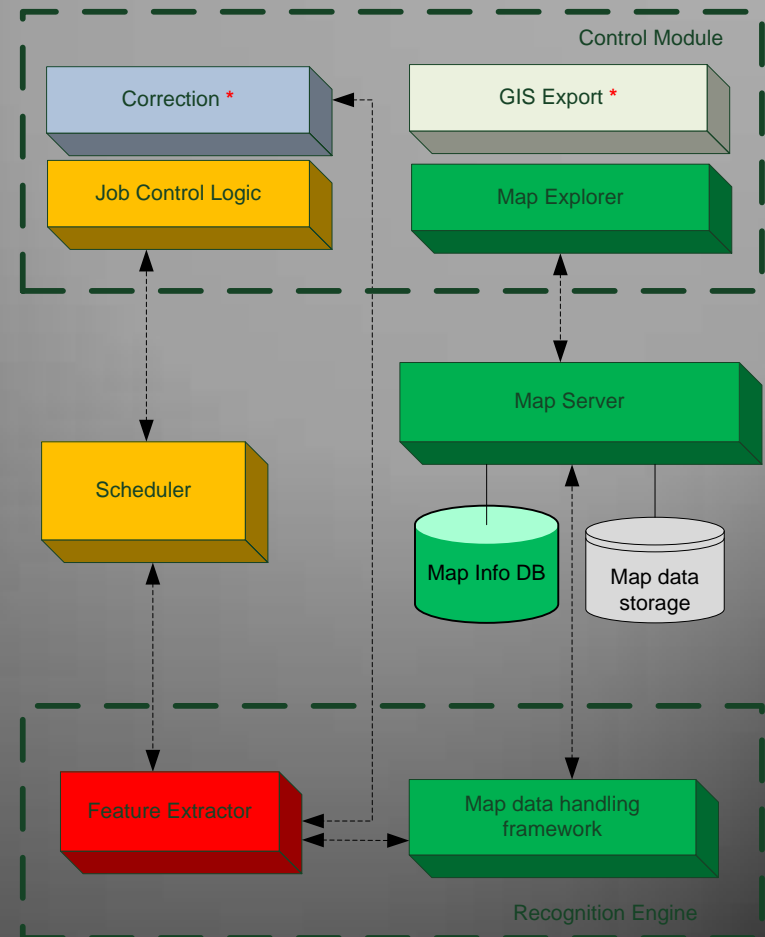 Control Module
Correction *
GIS Export *
Job Control Logic
Map Explorer
Map Server
Scheduler
Map Info DB
Map data
storage
Feature Extractor
Map data handling
framework
Recognition Engine